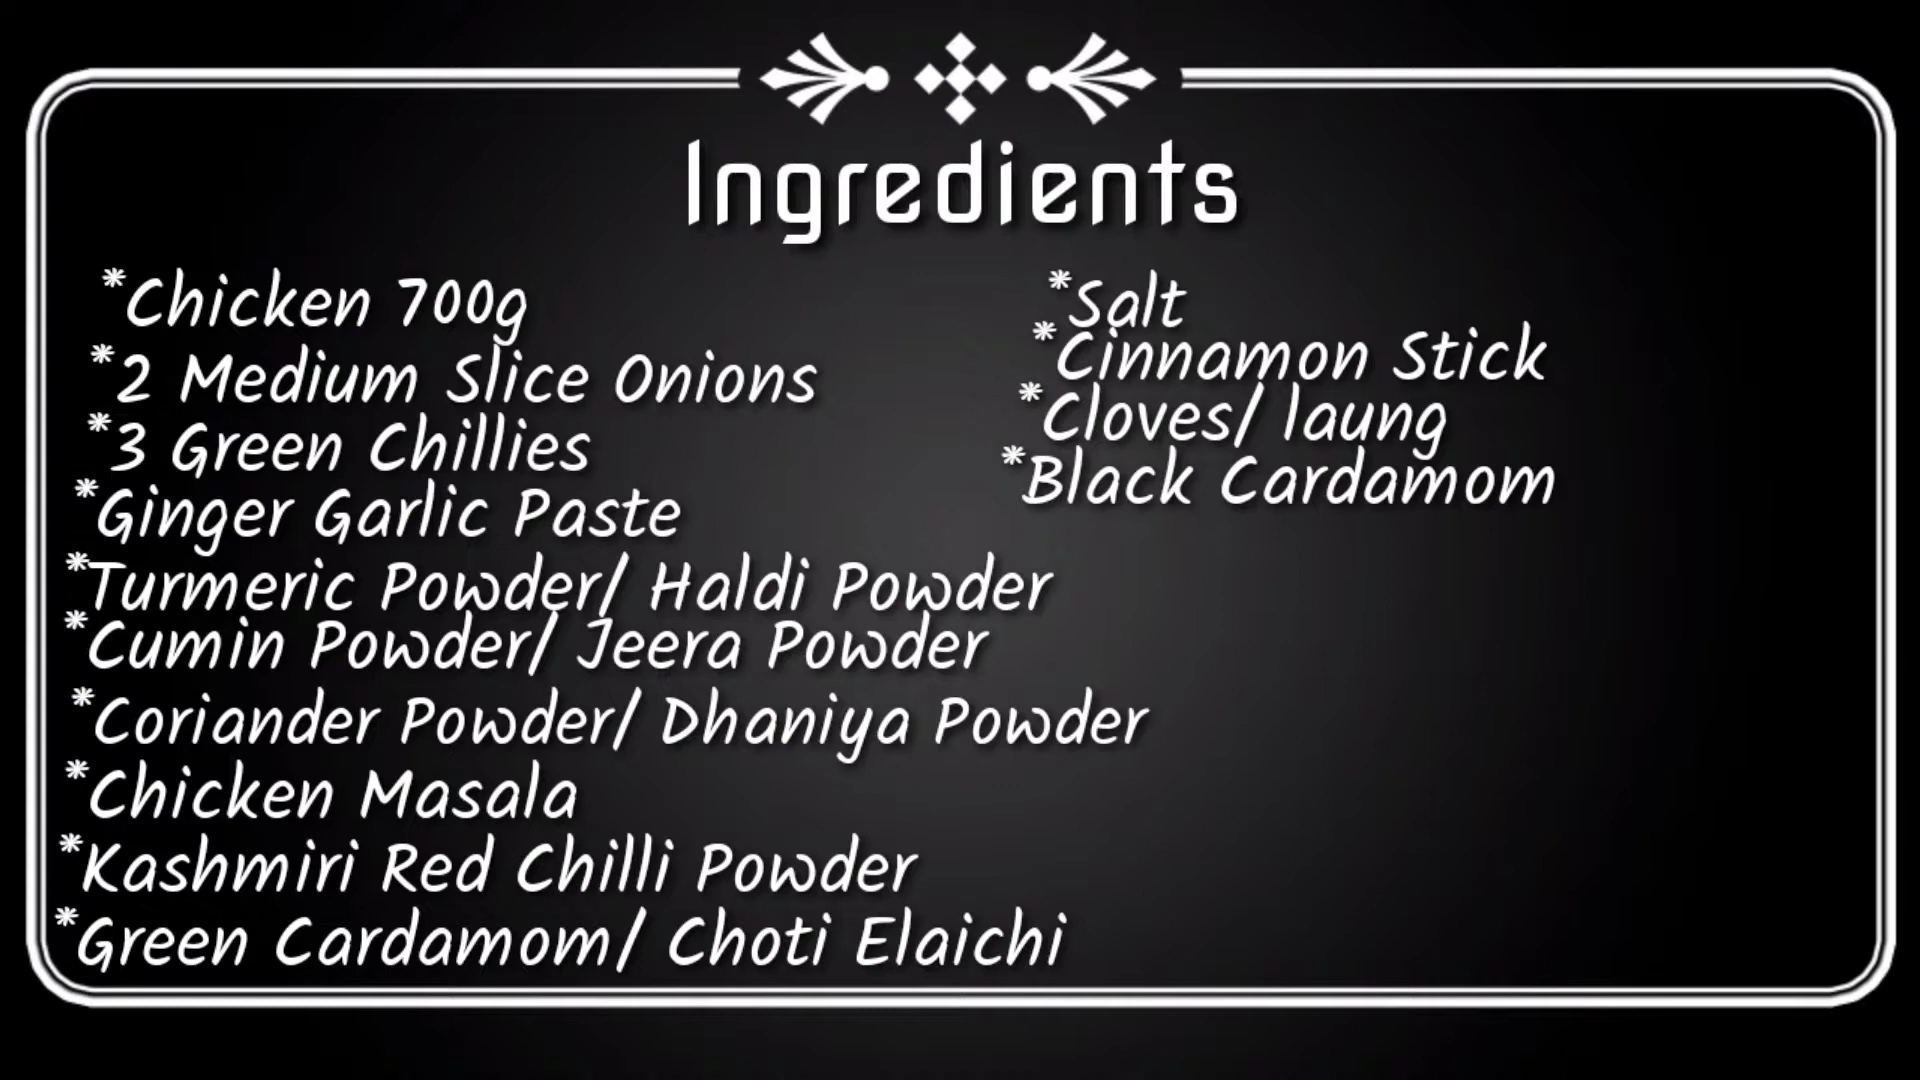 Ingredients
*Chicken 700g
*2 Medium Slice Onions
*3 Green Chillies
*Ginger Garlic Paste
*Turmeric Powder/ Haldi Powder
*Cumin Powder/ Jeera Powder
*Coriander Powder/ Dhaniya Powder
*Chicken Masala
*Kashmiri Red Chilli Powder
*Green Cardamom/ Choti Elaichi
*Salt
*Cinnamon Stick
*Cloves/ laung
*Black Cardamom